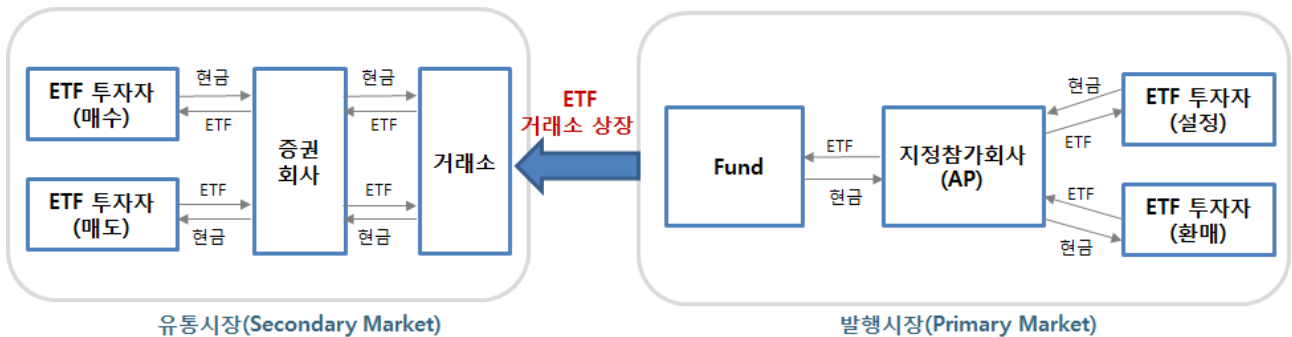 ETF 투자자
(매수)
현금
ETF
증권
회사
현금
ETF
거래소
ETF 투자자
(매도)
ETF
현금
ETF
현금
유통시장(Secondary Market)
ETF
거래소 상장
Fund
ETF
현금
지정참가회사
(AP)
현금
ETF
ETF 투자자
(설정)
ETF
현금
ETF 투자자
(환매)
발행시장(Primary Market)